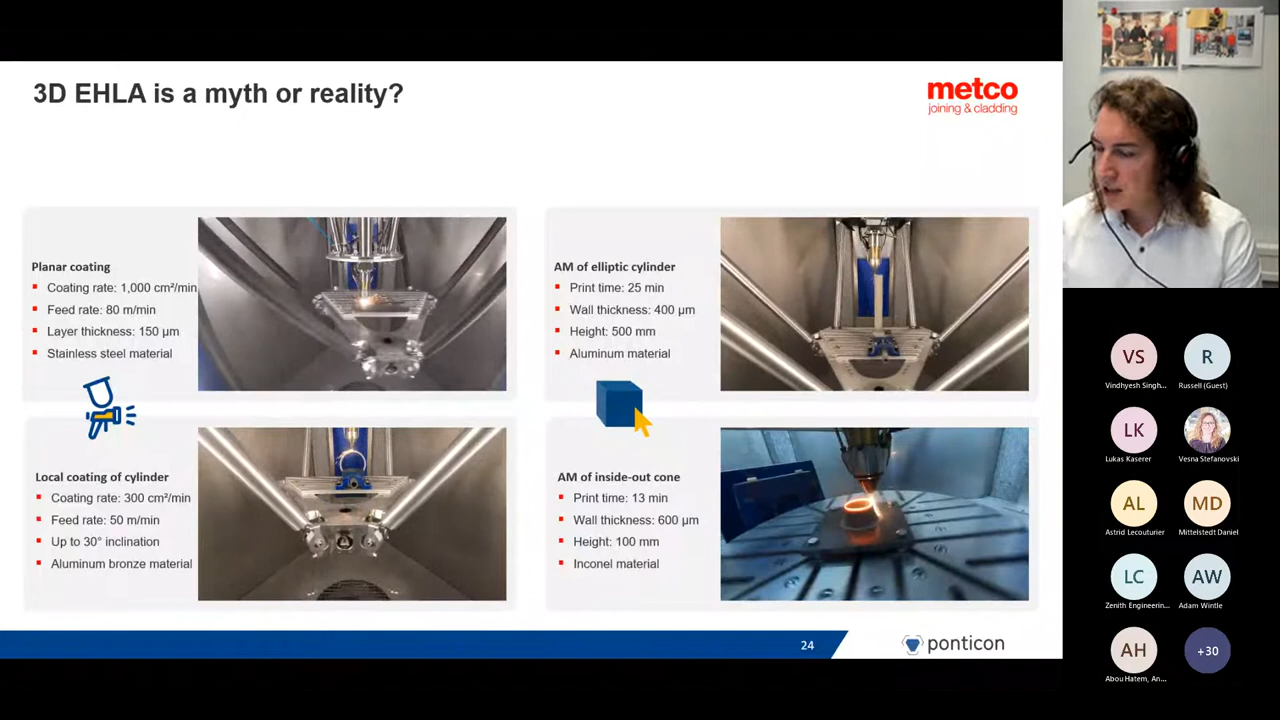 3D EHLA is a myth or reality?
metco
joining & cladding
Planar coating
Coating rate: 1,000 cm²/min
Feed rate: 80 m/min
Layer thickness: 150 µm
Stainless steel material
AM of elliptic cylinder
Print time: 25 min
Wall thickness: 400 µm
Height: 500 mm
Aluminum material
Local coating of cylinder
Coating rate: 300 cm²/min
Feed rate: 50 m/min
Up to 30° inclination
Aluminum bronze material
AM of inside-out cone
Print time: 13 min
Wall thickness: 600 µm
Height: 100 mm
Inconel material
24
ponticon
VS
Vindhyesh Singh...
R
Russell (Guest)
LK
Lukas Kaserer
Vesna Stefanovski
AL
Astrid Lecouturier
MD
Mittelstedt Daniel
LC
Zenith Engineerin...
AW
Adam Wintle
AH
Abou Hatem, An...
+30